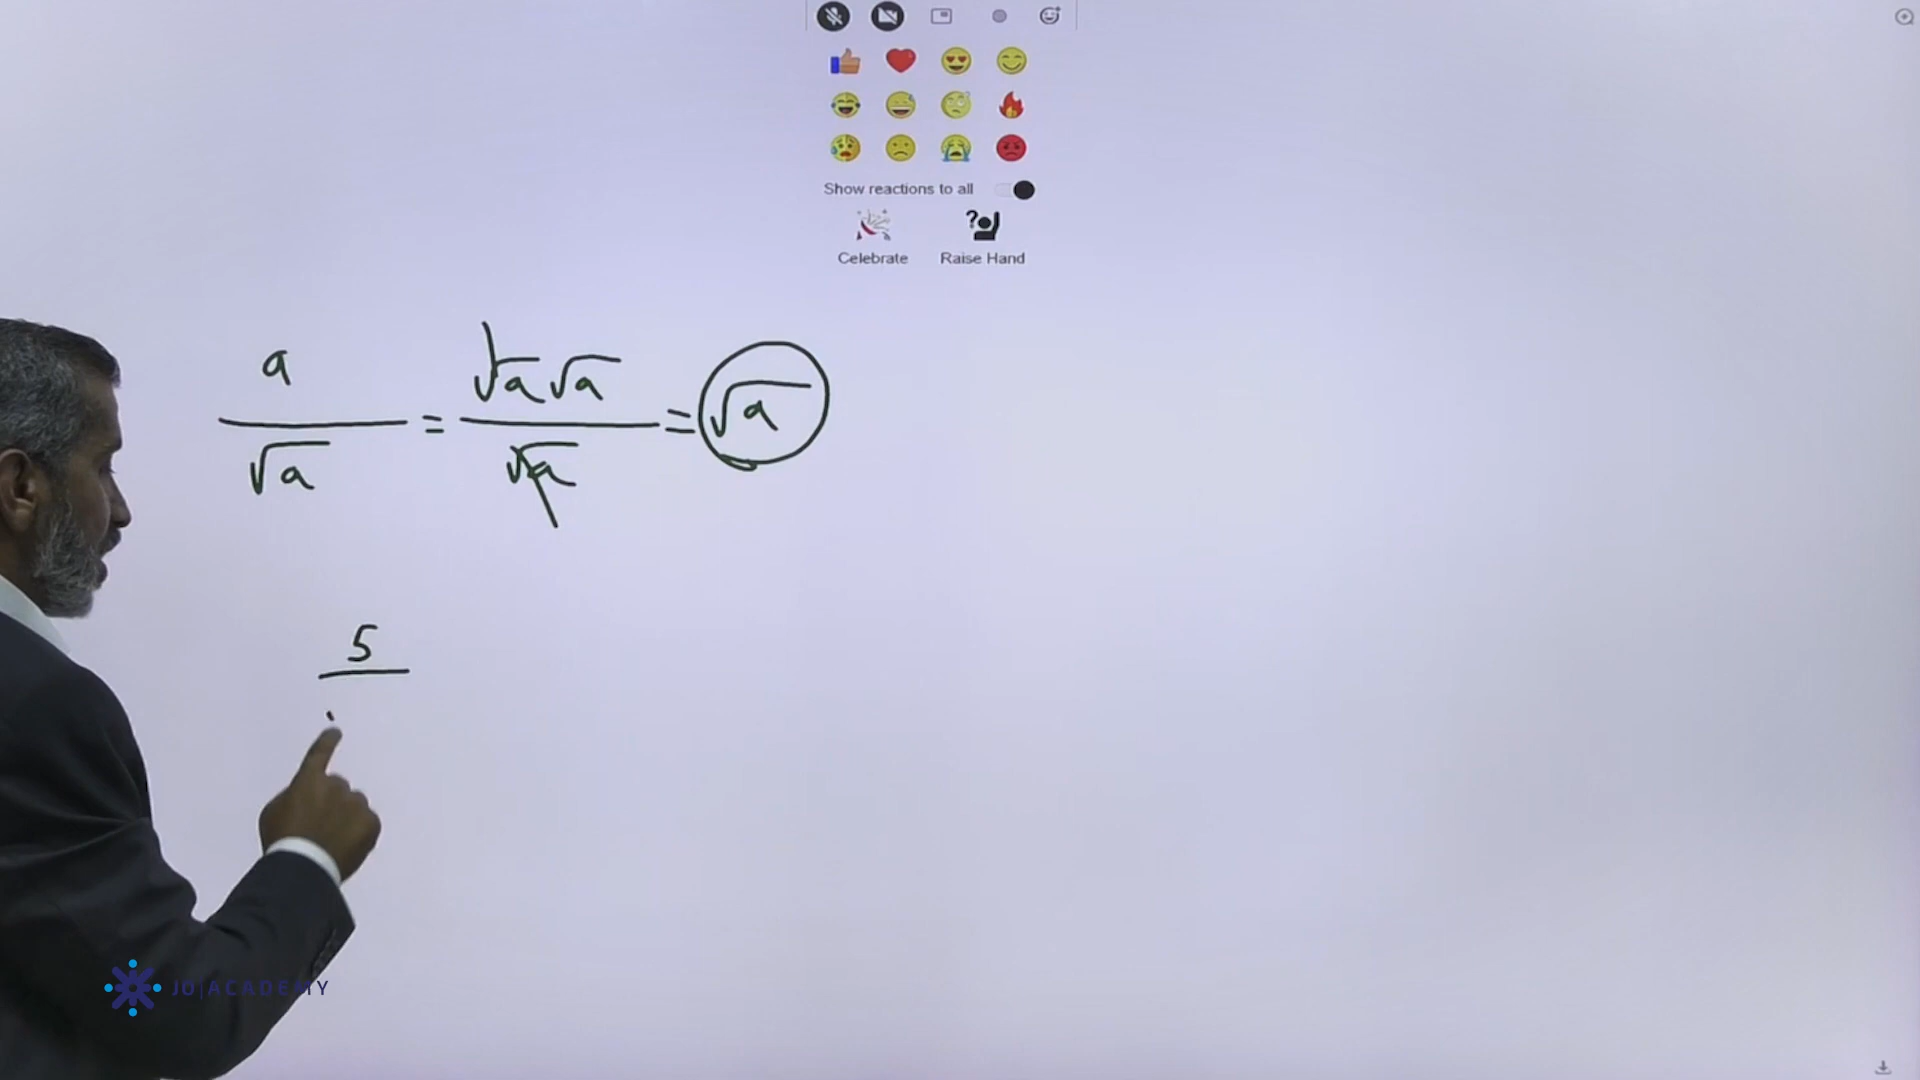 Show reactions to all
Celebrate Raise Hand
a/√a = √a √a/√a = √a
5
JO|ACADEMY